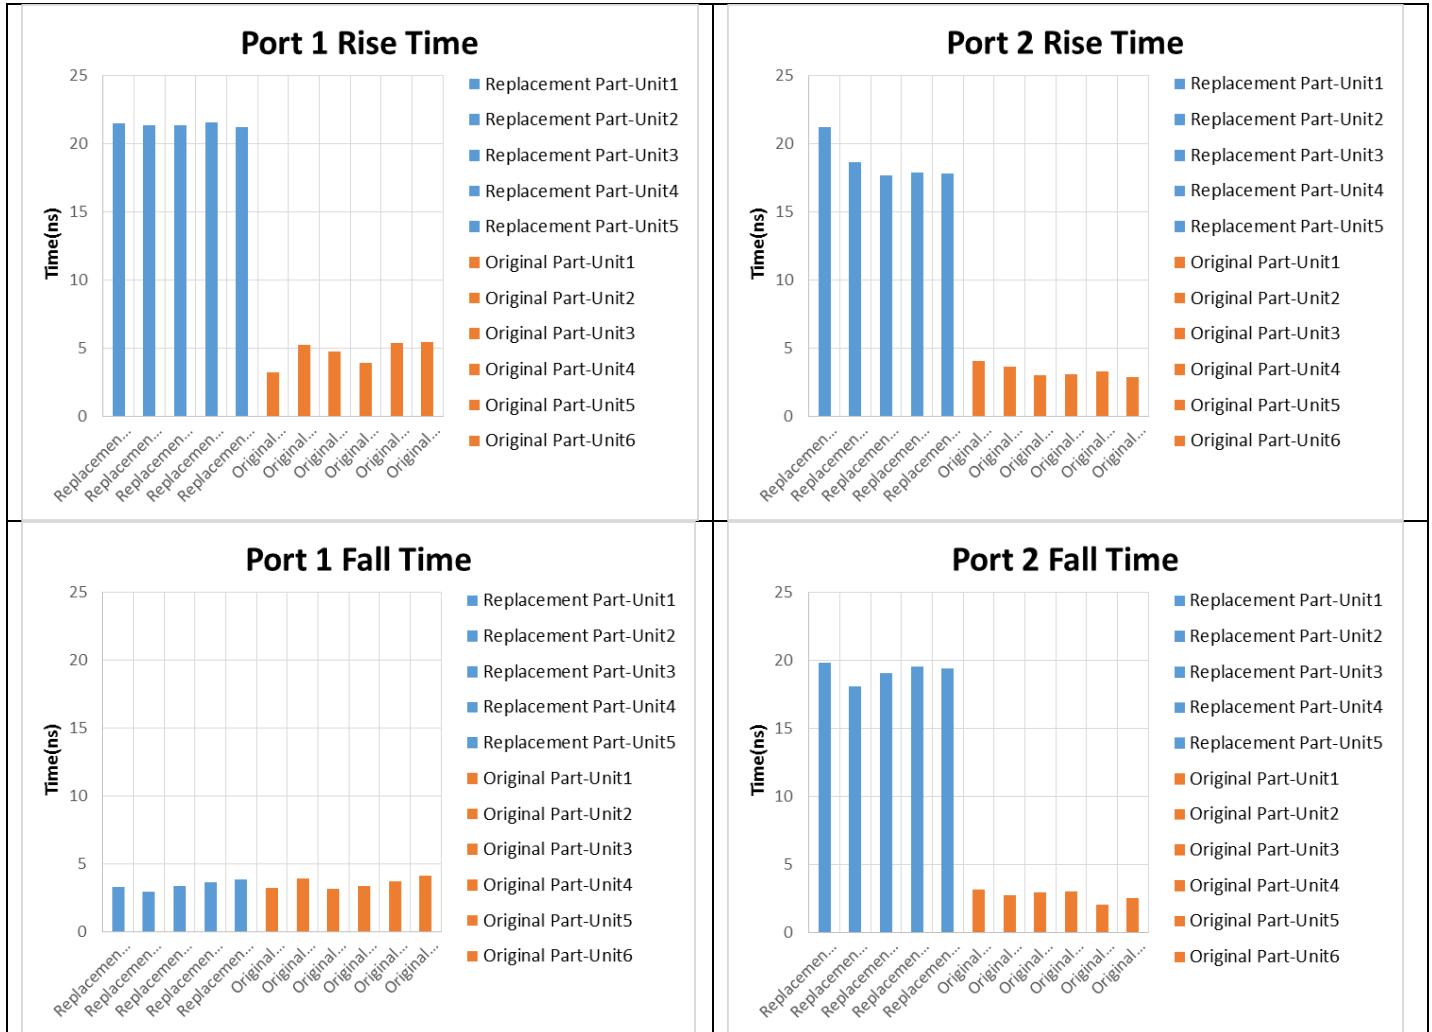 Port 1 Rise Time
25
20
15
10
5
0
Time(ns)
Replacemen...
Replacemen...
Replacemen...
Replacemen...
Replacemen...
Original...
Original...
Original...
Original...
Original...
Original...
Replacement Part-Unit1
Replacement Part-Unit2
Replacement Part-Unit3
Replacement Part-Unit4
Replacement Part-Unit5
Original Part-Unit1
Original Part-Unit2
Original Part-Unit3
Original Part-Unit4
Original Part-Unit5
Original Part-Unit6
Port 2 Rise Time
25
20
15
10
5
0
Time(ns)
Replacemen...
Replacemen...
Replacemen...
Replacemen...
Replacemen...
Original...
Original...
Original...
Original...
Original...
Original...
Replacement Part-Unit1
Replacement Part-Unit2
Replacement Part-Unit3
Replacement Part-Unit4
Replacement Part-Unit5
Original Part-Unit1
Original Part-Unit2
Original Part-Unit3
Original Part-Unit4
Original Part-Unit5
Original Part-Unit6
Port 1 Fall Time
25
20
15
10
5
0
Time(ns)
Replacemen...
Replacemen...
Replacemen...
Replacemen...
Replacemen...
Original...
Original...
Original...
Original...
Original...
Original...
Replacement Part-Unit1
Replacement Part-Unit2
Replacement Part-Unit3
Replacement Part-Unit4
Replacement Part-Unit5
Original Part-Unit1
Original Part-Unit2
Original Part-Unit3
Original Part-Unit4
Original Part-Unit5
Original Part-Unit6
Port 2 Fall Time
25
20
15
10
5
0
Time(ns)
Replacemen...
Replacemen...
Replacemen...
Replacemen...
Replacemen...
Original...
Original...
Original...
Original...
Original...
Original...
Replacement Part-Unit1
Replacement Part-Unit2
Replacement Part-Unit3
Replacement Part-Unit4
Replacement Part-Unit5
Original Part-Unit1
Original Part-Unit2
Original Part-Unit3
Original Part-Unit4
Original Part-Unit5
Original Part-Unit6